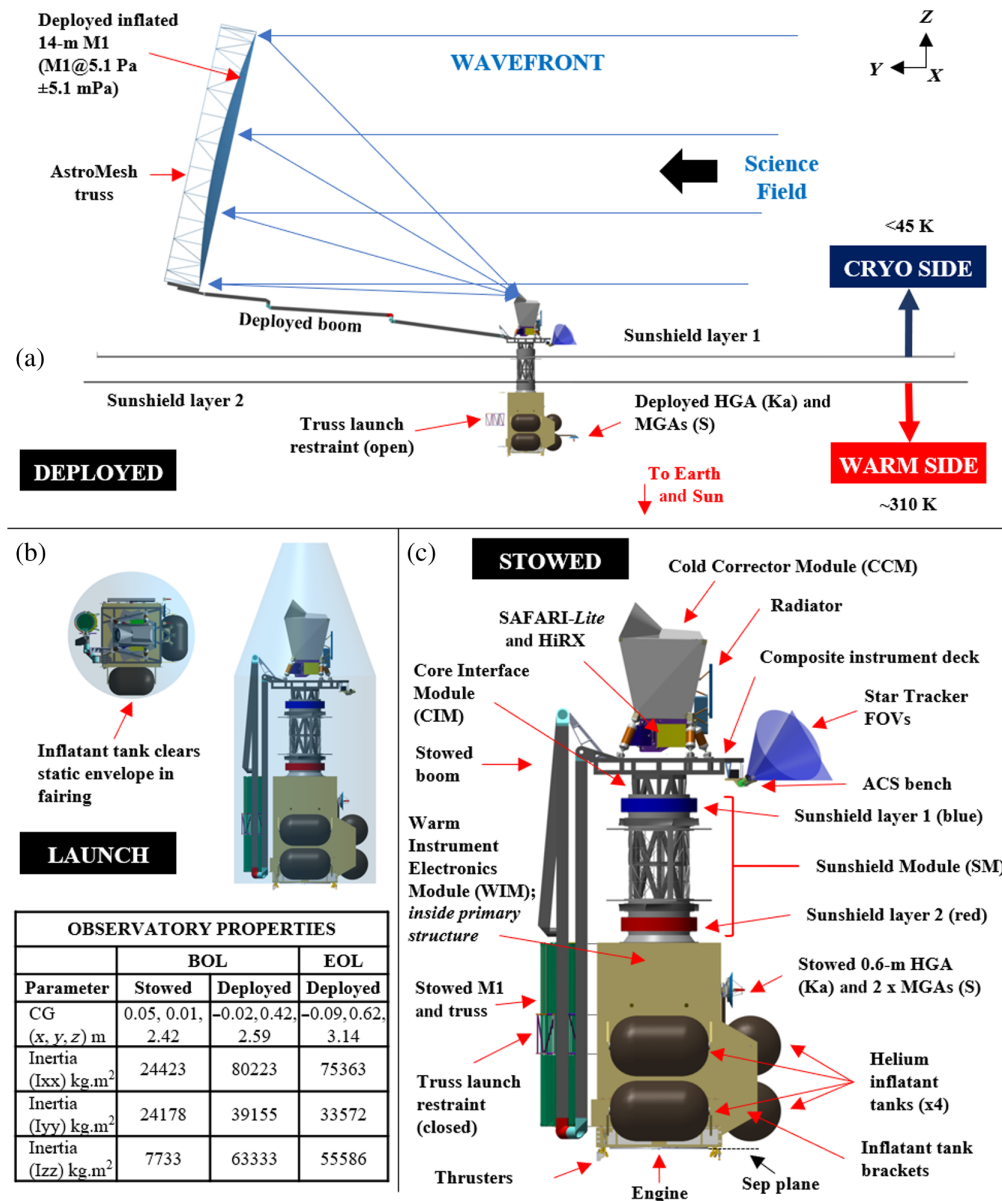 (a)
Deployed inflated
14-m M1
(M1@5.1 Pa
±5.1 mPa)
WAVEFRONT
Z
Y
X
AstroMesh
truss
Science
Field
<45 K
CRYO SIDE
Deployed boom
Sunshield layer 1
Sunshield layer 2
Truss launch
restraint (open)
Deployed HGA (Ka) and
MGAs (S)
DEPLOYED
To Earth
and Sun
WARM SIDE
~310 K
(b)
Inflatant tank clears
static envelope in
fairing
LAUNCH
OBSERVATORY PROPERTIES
BOL EOL
Parameter Stowed Deployed Deployed
CG
(x, y, z) m
0.05, 0.01,
2.42
–0.02, 0.42,
2.59
–0.09, 0.62,
3.14
Inertia
(Ixx) kg.m²
24423 80223 75363
Inertia
(Iyy) kg.m²
24178 39155 33572
Inertia
(Izz) kg.m²
7733 63333 55586
(c)
STOWED
Cold Corrector Module (CCM)
SAFARI-Lite
and HiRX
Radiator
Core Interface
Module
(CIM)
Composite instrument deck
Star Tracker
FOVs
Stowed
boom
ACS bench
Sunshield layer 1 (blue)
Warm
Instrument
Electronics
Module (WIM);
inside primary
structure
Sunshield Module (SM)
Sunshield layer 2 (red)
Stowed M1
and truss
Stowed 0.6-m HGA
(Ka) and 2 x MGAs (S)
Truss launch
restraint
(closed)
Helium
inflatant
tanks (x4)
Inflatant tank
brackets
Thrusters
Engine
Sep plane